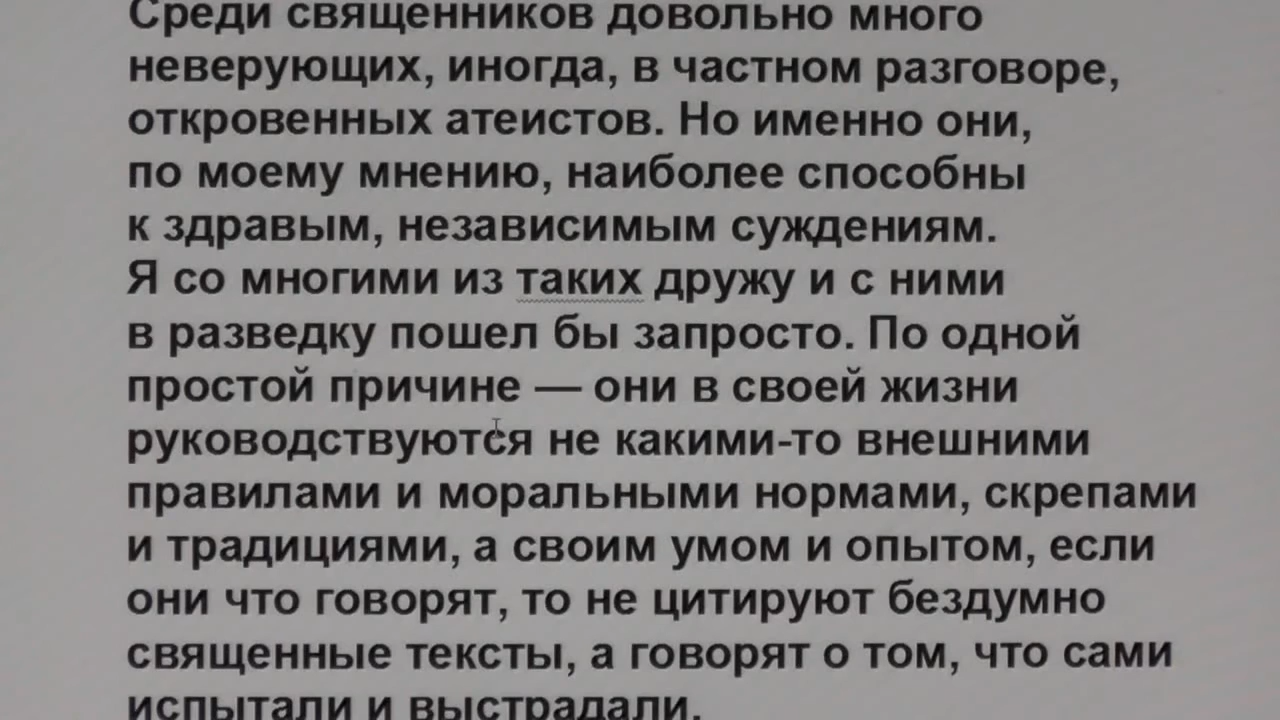 Среди священников довольно много
неверующих, иногда, в частном разговоре,
откровенных атеистов. Но именно они,
по моему мнению, наиболее способны
к здравым, независимым суждениям.
Я со многими из таких дружу и с ними
в разведку пошел бы запросто. По одной
простой причине — они в своей жизни
руководствуются не какими-то внешними
правилами и моральными нормами, скрепами
и традициями, а своим умом и опытом, если
они что говорят, то не цитируют бездумно
священные тексты, а говорят о том, что сами
испытали и выстрадали.